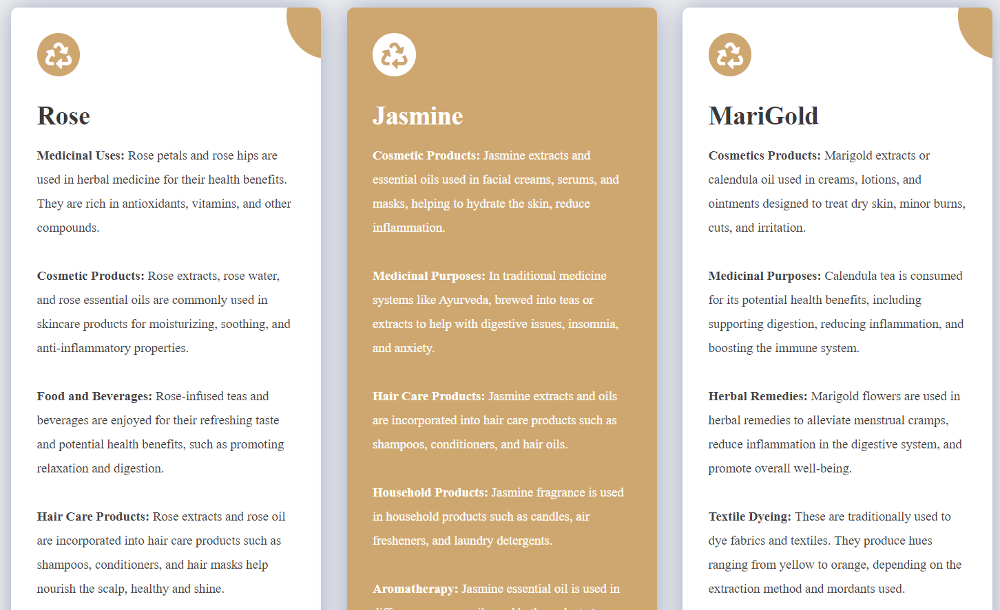 Rose
Medicinal Uses: Rose petals and rose hips are
used in herbal medicine for their health benefits.
They are rich in antioxidants, vitamins, and other
compounds.
Cosmetic Products: Rose extracts, rose water,
and rose essential oils are commonly used in
skincare products for moisturizing, soothing, and
anti-inflammatory properties.
Food and Beverages: Rose-infused teas and
beverages are enjoyed for their refreshing taste
and potential health benefits, such as promoting
relaxation and digestion.
Hair Care Products: Rose extracts and rose oil
are incorporated into hair care products such as
shampoos, conditioners, and hair masks help
nourish the scalp, healthy and shine.
Jasmine
Cosmetic Products: Jasmine extracts and
essential oils used in facial creams, serums, and
masks, helping to hydrate the skin, reduce
inflammation.
Medicinal Purposes: In traditional medicine
systems like Ayurveda, brewed into teas or
extracts to help with digestive issues, insomnia,
and anxiety.
Hair Care Products: Jasmine extracts and oils
are incorporated into hair care products such as
shampoos, conditioners, and hair oils.
Household Products: Jasmine fragrance is used
in household products such as candles, air
fresheners, and laundry detergents.
Aromatherapy: Jasmine essential oil is used in
MariGold
Cosmetics Products: Marigold extracts or
calendula oil used in creams, lotions, and
ointments designed to treat dry skin, minor burns,
cuts, and irritation.
Medicinal Purposes: Calendula tea is consumed
for its potential health benefits, including
supporting digestion, reducing inflammation, and
boosting the immune system.
Herbal Remedies: Marigold flowers are used in
herbal remedies to alleviate menstrual cramps,
reduce inflammation in the digestive system, and
promote overall well-being.
Textile Dyeing: These are traditionally used to
dye fabrics and textiles. They produce hues
ranging from yellow to orange, depending on the
extraction method and mordants used.